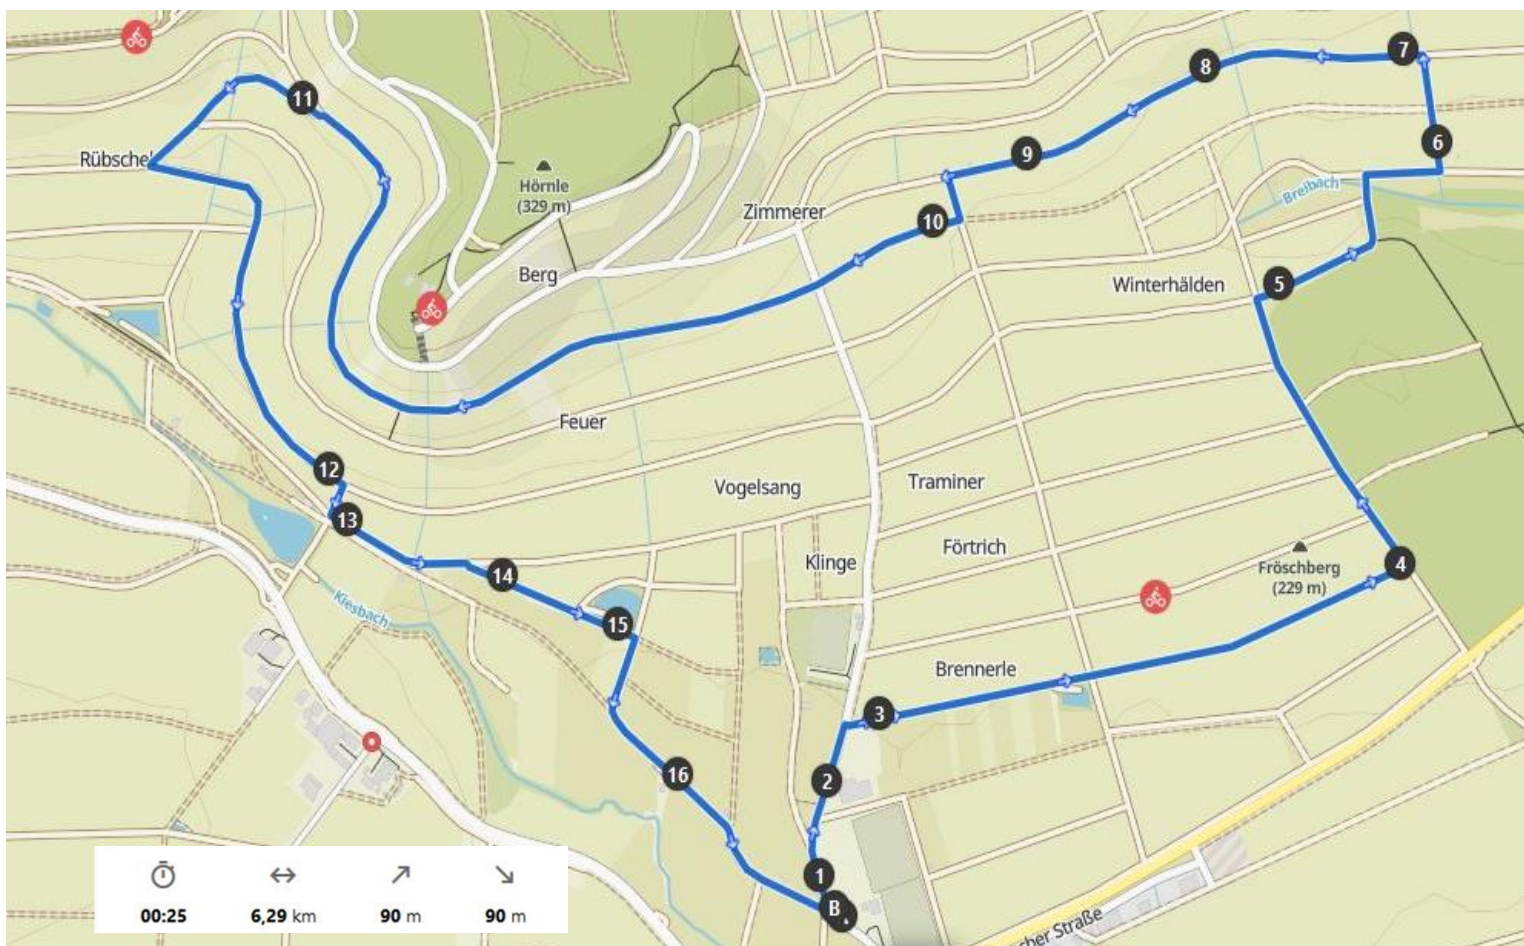 7
8
6
11
9
Rübschel
Hörnle
(329 m)
Breibach
Zimmerer
10
Berg
5
Winterhälden
Feuer
12
Vogelsang
Traminer
13
Förtrich
Klinge
14
4
Fröschberg
(229 m)
Kiesbach
15
Brennerle
3
16
2
1
B
cher Straße
00:25
6,29 km
90 m
90 m